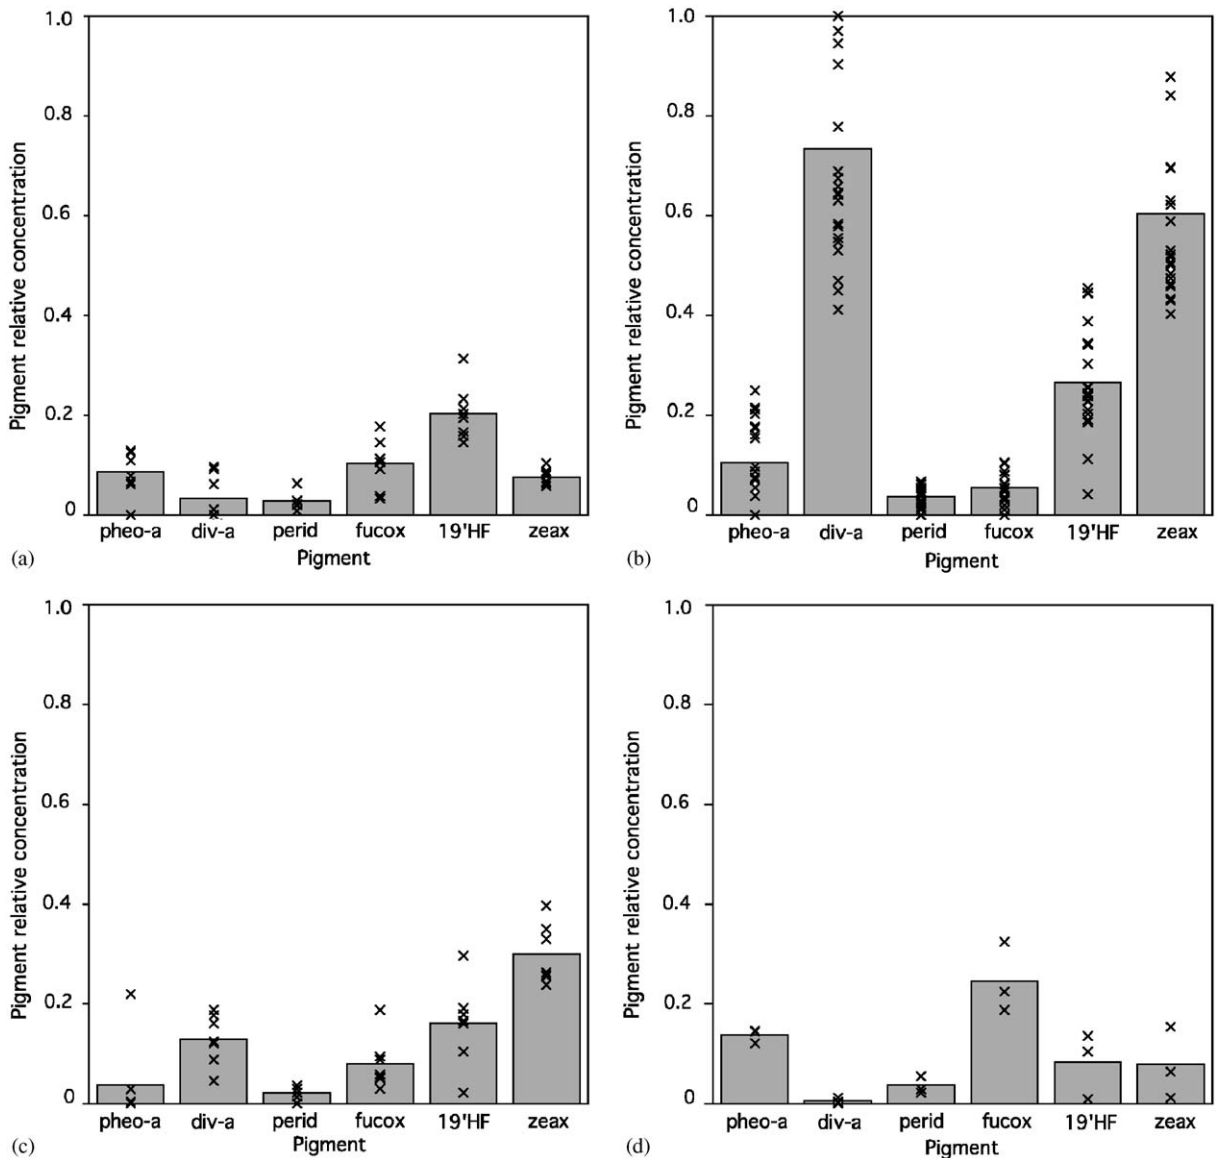 1.0
0.8
0.6
0.4
0.2
0
Pigment relative concentration
pheo-a div-a perid fucox 19'HF zeax
Pigment
(a)
1.0
0.8
0.6
0.4
0.2
0
Pigment relative concentration
pheo-a div-a perid fucox 19'HF zeax
Pigment
(b)
1.0
0.8
0.6
0.4
0.2
0
Pigment relative concentration
pheo-a div-a perid fucox 19'HF zeax
Pigment
(c)
1.0
0.8
0.6
0.4
0.2
0
Pigment relative concentration
pheo-a div-a perid fucox 19'HF zeax
Pigment
(d)